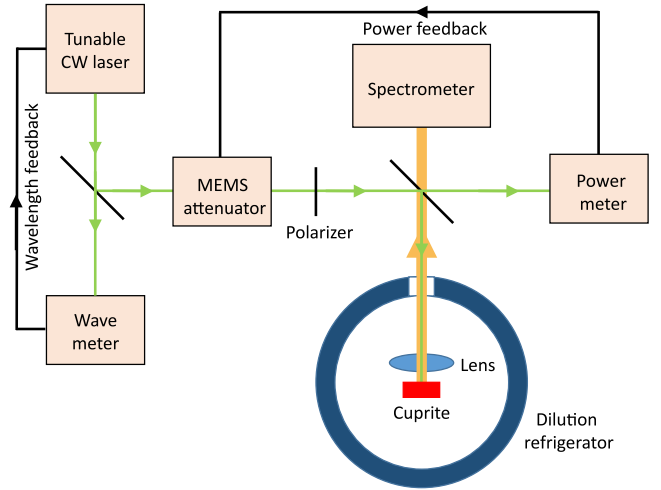 Tunable
CW laser
Power feedback
Spectrometer
Wavelength feedback
MEMS
attenuator
Polarizer
Power
meter
Wave
meter
Lens
Cuprite
Dilution
refrigerator